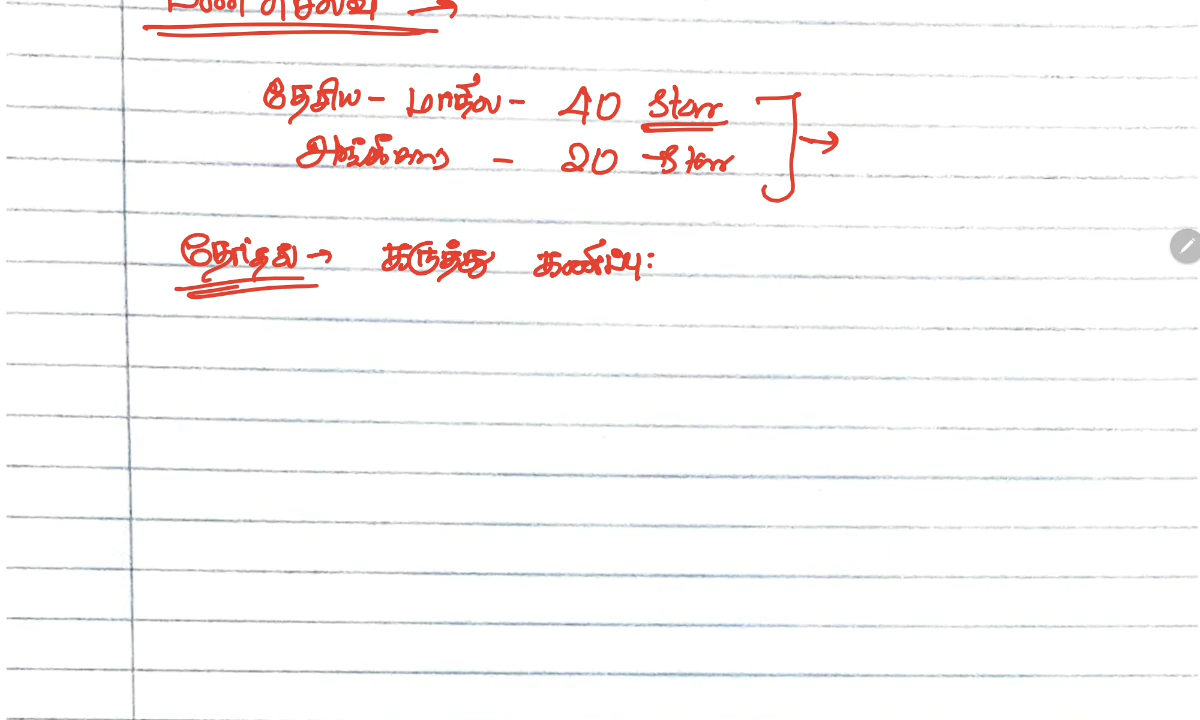 தேசிய - மாநில - 40 Star
அங்கீகார - 20 Star
தேர்தல் → கருத்து கணிப்பு: